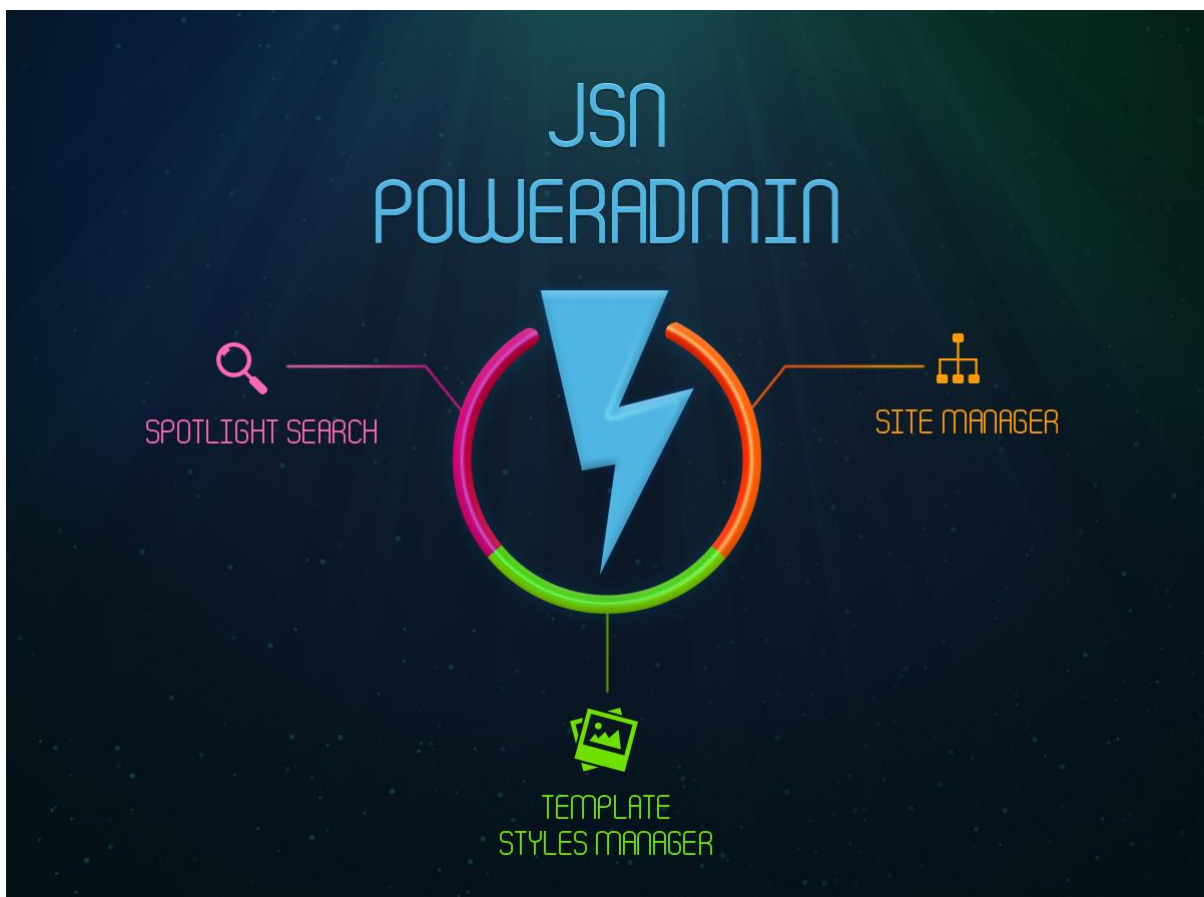 JSN
POWERADMIN
SPOTLIGHT SEARCH
SITE MANAGER
TEMPLATE
STYLES MANAGER